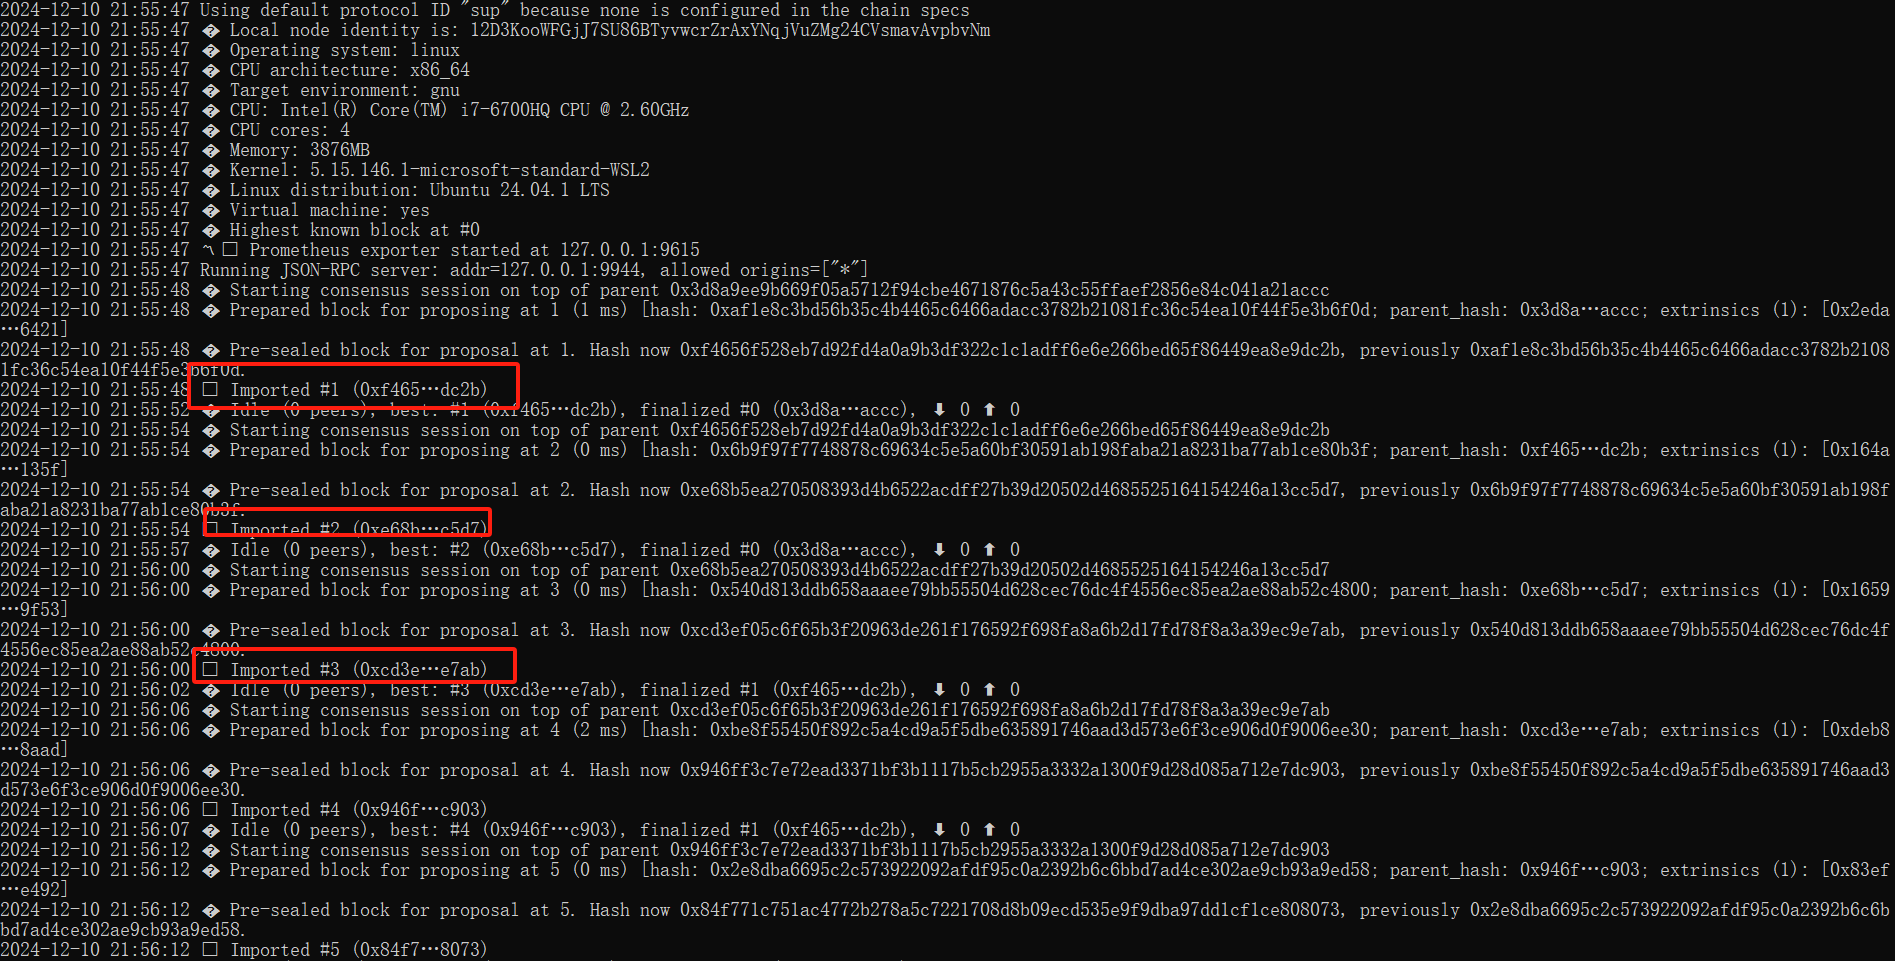 2024-12-10 21:55:47 Using default protocol ID "sup" because none is configured in the chain specs
2024-12-10 21:55:47 � Local node identity is: 12D3KooWFGjJ7SU86BTyvwcrZrAxYNqjVuZMg24CVsmavAvpbvNm
2024-12-10 21:55:47 � Operating system: linux
2024-12-10 21:55:47 � CPU architecture: x86_64
2024-12-10 21:55:47 � Target environment: gnu
2024-12-10 21:55:47 � CPU: Intel(R) Core(TM) i7-6700HQ CPU @ 2.60GHz
2024-12-10 21:55:47 � CPU cores: 4
2024-12-10 21:55:47 � Memory: 3876MB
2024-12-10 21:55:47 � Kernel: 5.15.146.1-microsoft-standard-WSL2
2024-12-10 21:55:47 � Linux distribution: Ubuntu 24.04.1 LTS
2024-12-10 21:55:47 � Virtual machine: yes
2024-12-10 21:55:47 � Highest known block at #0
2024-12-10 21:55:47 〽□ Prometheus exporter started at 127.0.0.1:9615
2024-12-10 21:55:47 Running JSON-RPC server: addr=127.0.0.1:9944, allowed origins=["*"]
2024-12-10 21:55:48 � Starting consensus session on top of parent 0x3d8a9ee9b669f05a5712f94cbe4671876c5a43c55ffaef2856e84c041a21accc
2024-12-10 21:55:48 � Prepared block for proposing at 1 (1 ms) [hash: 0xaf1e8c3bd56b35c4b4465c6466adacc3782b21081fc36c54ea10f44f5e3b6f0d; parent_hash: 0x3d8a…accc; extrinsics (1): [0x2eda
…6421]
2024-12-10 21:55:48 � Pre-sealed block for proposal at 1. Hash now 0xf4656f528eb7d92fd4a0a9b3df322c1c1adff6e6e266bed65f86449ea8e9dc2b, previously 0xaf1e8c3bd56b35c4b4465c6466adacc3782b2108
1fc36c54ea10f44f5e3b6f0d.
2024-12-10 21:55:48 □ Imported #1 (0xf465…dc2b)
2024-12-10 21:55:52 � Idle (0 peers), best: #1 (0xf465…dc2b), finalized #0 (0x3d8a…accc), ⬇ 0 ⬆ 0
2024-12-10 21:55:54 � Starting consensus session on top of parent 0xf4656f528eb7d92fd4a0a9b3df322c1c1adff6e6e266bed65f86449ea8e9dc2b
2024-12-10 21:55:54 � Prepared block for proposing at 2 (0 ms) [hash: 0x6b9f97f7748878c69634c5e5a60bf30591ab198faba21a8231ba77ab1ce80b3f; parent_hash: 0xf465…dc2b; extrinsics (1): [0x164a
…135f]
2024-12-10 21:55:54 � Pre-sealed block for proposal at 2. Hash now 0xe68b5ea270508393d4b6522acdff27b39d20502d4685525164154246a13cc5d7, previously 0x6b9f97f7748878c69634c5e5a60bf30591ab198f
aba21a8231ba77ab1ce80b3f.
2024-12-10 21:55:54 □ Imported #2 (0xe68b…c5d7)
2024-12-10 21:55:57 � Idle (0 peers), best: #2 (0xe68b…c5d7), finalized #0 (0x3d8a…accc), ⬇ 0 ⬆ 0
2024-12-10 21:56:00 � Starting consensus session on top of parent 0xe68b5ea270508393d4b6522acdff27b39d20502d4685525164154246a13cc5d7
2024-12-10 21:56:00 � Prepared block for proposing at 3 (0 ms) [hash: 0x540d813ddb658aaaee79bb55504d628cec76dc4f4556ec85ea2ae88ab52c4800; parent_hash: 0xe68b…c5d7; extrinsics (1): [0x1659
…9f53]
2024-12-10 21:56:00 � Pre-sealed block for proposal at 3. Hash now 0xcd3ef05c6f65b3f20963de261f176592f698fa8a6b2d17fd78f8a3a39ec9e7ab, previously 0x540d813ddb658aaaee79bb55504d628cec76dc4f
4556ec85ea2ae88ab52c4800.
2024-12-10 21:56:00 □ Imported #3 (0xcd3e…e7ab)
2024-12-10 21:56:02 � Idle (0 peers), best: #3 (0xcd3e…e7ab), finalized #1 (0xf465…dc2b), ⬇ 0 ⬆ 0
2024-12-10 21:56:06 � Starting consensus session on top of parent 0xcd3ef05c6f65b3f20963de261f176592f698fa8a6b2d17fd78f8a3a39ec9e7ab
2024-12-10 21:56:06 � Prepared block for proposing at 4 (2 ms) [hash: 0xbe8f55450f892c5a4cd9a5f5dbe635891746aad3d573e6f3ce906d0f9006ee30; parent_hash: 0xcd3e…e7ab; extrinsics (1): [0xdeb8
…8aad]
2024-12-10 21:56:06 � Pre-sealed block for proposal at 4. Hash now 0x946ff3c7e72ead3371bf3b1117b5cb2955a3332a1300f9d28d085a712e7dc903, previously 0xbe8f55450f892c5a4cd9a5f5dbe635891746aad3
d573e6f3ce906d0f9006ee30.
2024-12-10 21:56:06 □ Imported #4 (0x946f…c903)
2024-12-10 21:56:07 � Idle (0 peers), best: #4 (0x946f…c903), finalized #1 (0xf465…dc2b), ⬇ 0 ⬆ 0
2024-12-10 21:56:12 � Starting consensus session on top of parent 0x946ff3c7e72ead3371bf3b1117b5cb2955a3332a1300f9d28d085a712e7dc903
2024-12-10 21:56:12 � Prepared block for proposing at 5 (0 ms) [hash: 0x2e8dba6695c2c573922092afdf95c0a2392b6c6bbd7ad4ce302ae9cb93a9ed58; parent_hash: 0x946f…c903; extrinsics (1): [0x83ef
…e492]
2024-12-10 21:56:12 � Pre-sealed block for proposal at 5. Hash now 0x84f771c751ac4772b278a5c7221708d8b09ecd535e9f9dba97dd1cf1ce808073, previously 0x2e8dba6695c2c573922092afdf95c0a2392b6c6b
bd7ad4ce302ae9cb93a9ed58.
2024-12-10 21:56:12 □ Imported #5 (0x84f7…8073)